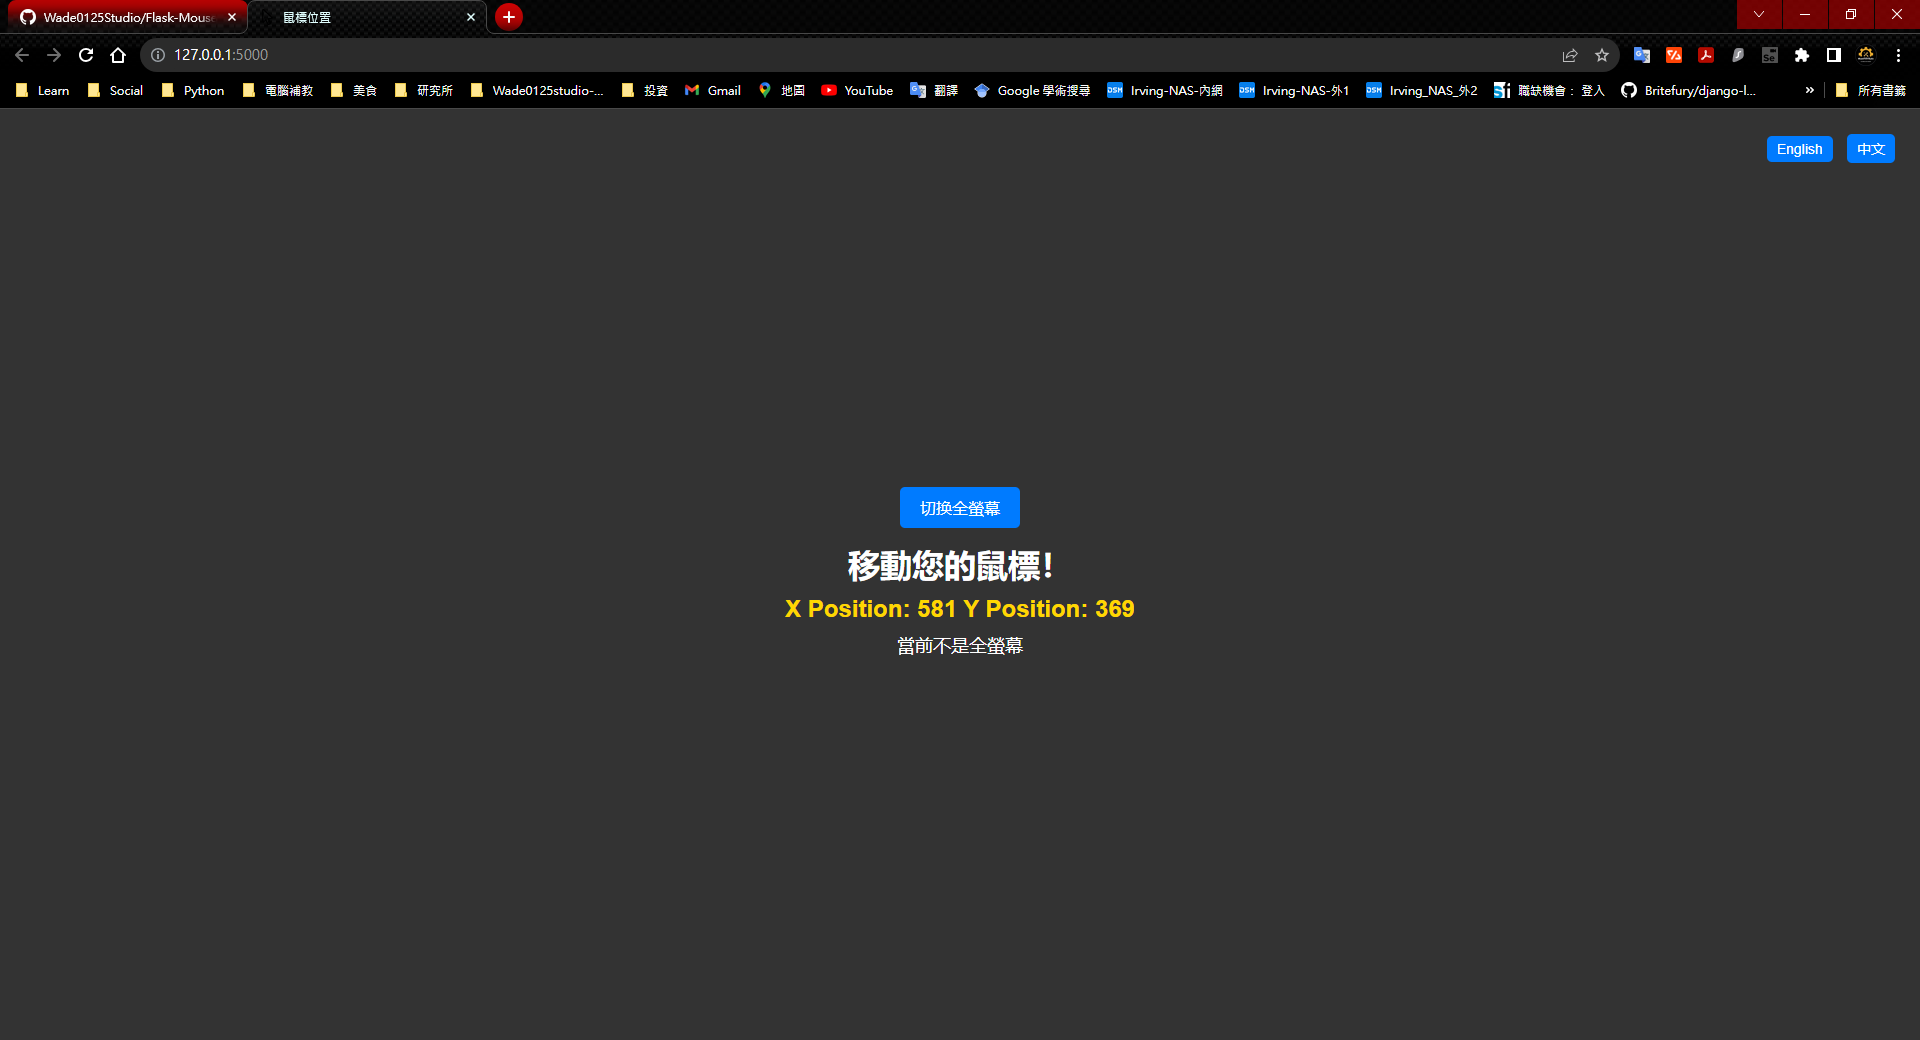 Wade0125Studio/Flask-Mouse
鼠標位置
127.0.0.1:5000
Learn Social Python 電腦補教 美食 研究所 Wade0125studio-... 投資 Gmail 地圖 YouTube 翻譯 Google 學術搜尋 Irving-NAS-內網 Irving-NAS-外1 Irving_NAS_外2 職缺機會： 登入 Britefury/django-l... » 所有書籤
English 中文
切換全螢幕
移動您的鼠標！
X Position: 581 Y Position: 369
當前不是全螢幕